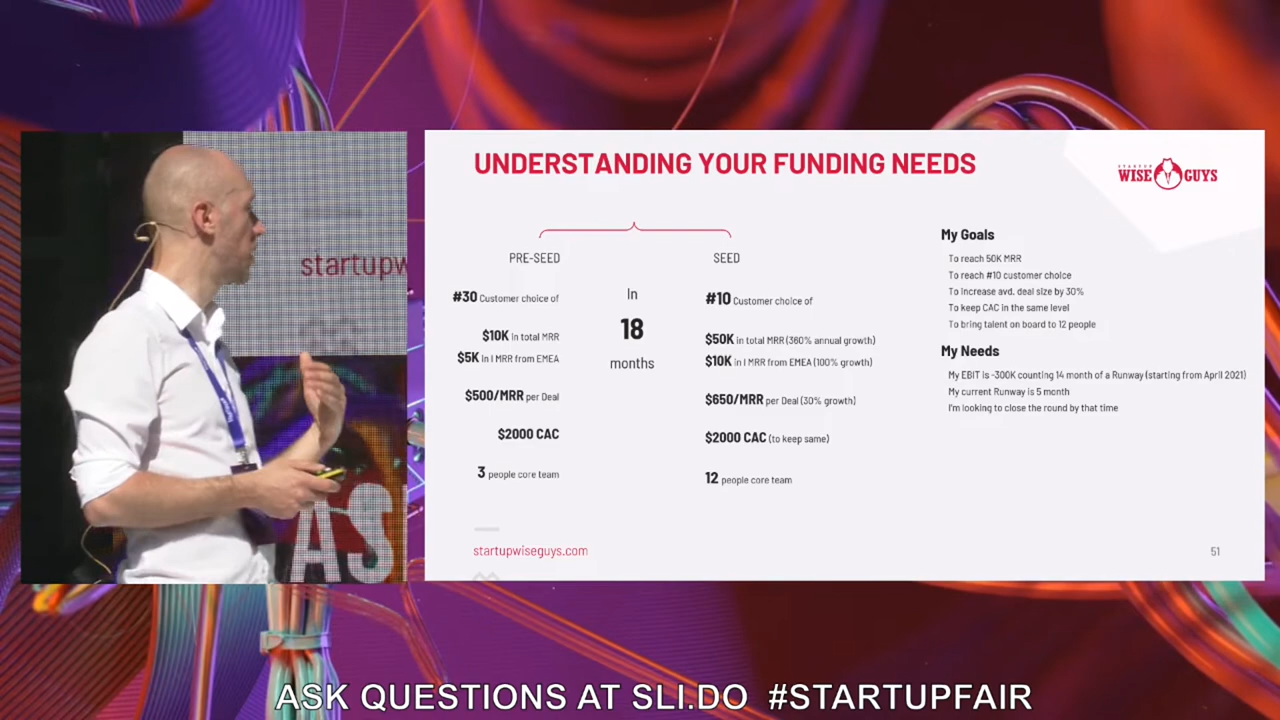 UNDERSTANDING YOUR FUNDING NEEDS
STARTUP
WISE GUYS
PRE-SEED
#30 Customer choice of
$10K in total MRR
$5K in I MRR from EMEA
$500/MRR per Deal
$2000 CAC
3 people core team
In
18
months
SEED
#10 Customer choice of
$50K in total MRR (360% annual growth)
$10K in I MRR from EMEA (100% growth)
$650/MRR per Deal (30% growth)
$2000 CAC (to keep same)
12 people core team
My Goals
To reach 50K MRR
To reach #10 customer choice
To increase avd. deal size by 30%
To keep CAC in the same level
To bring talent on board to 12 people
My Needs
My EBIT is -300K counting 14 month of a Runway (starting from April 2021)
My current Runway is 5 month
I'm looking to close the round by that time
startupwiseguys.com
51
startupw
AS
ASK QUESTIONS AT SLI.DO #STARTUPFAIR